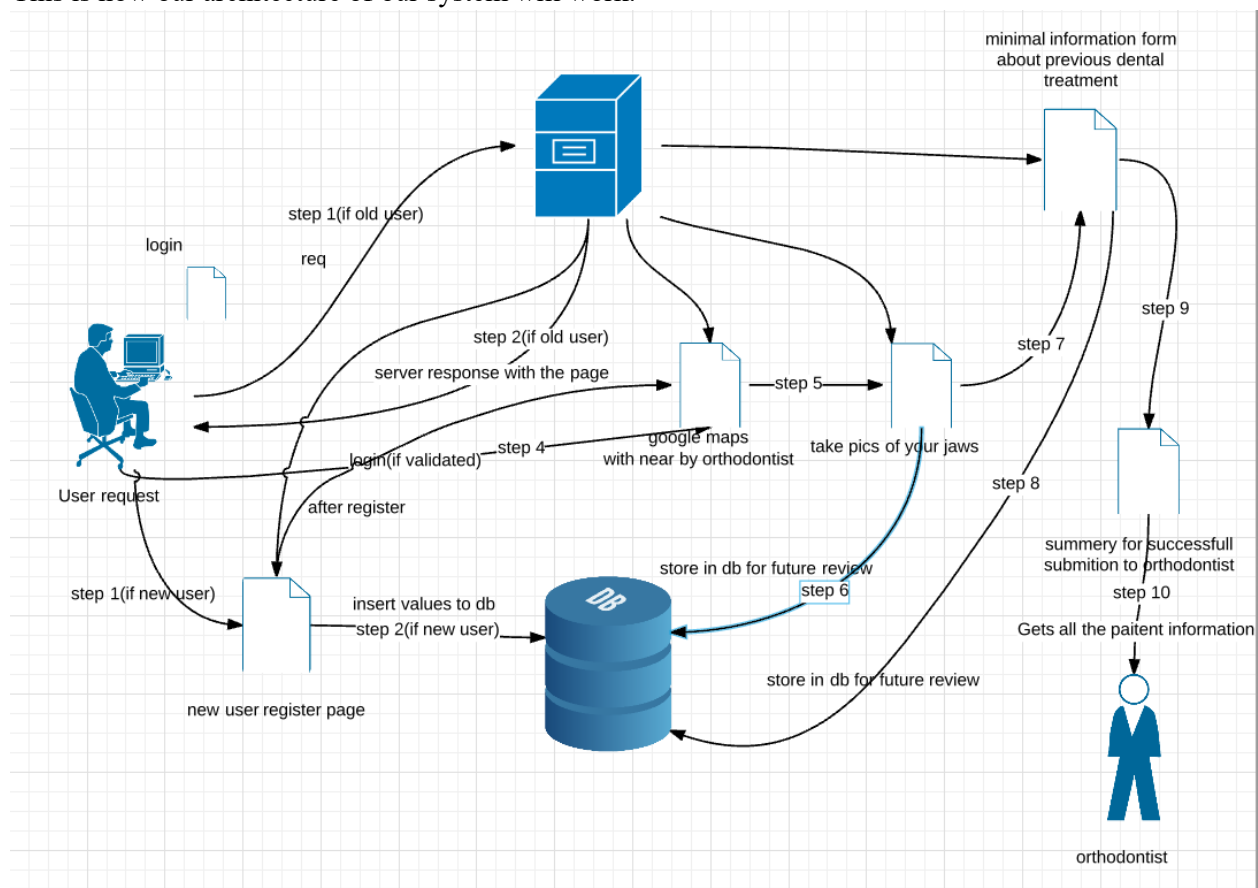 minimal information form
about previous dental
treatment
step 1(if old user)
login
req
step 9
step 2(if old user)
step 7
server response with the page
step 5
google maps
with near by orthodontist
take pics of your jaws
step 4
login(if validated)
User request
step 8
after register
summery for successfull
submition to orthodontist
store in db for future review
step 6
step 1(if new user)
step 10
insert values to db
DB
step 2(if new user)
Gets all the paitent information
store in db for future review
new user register page
orthodontist